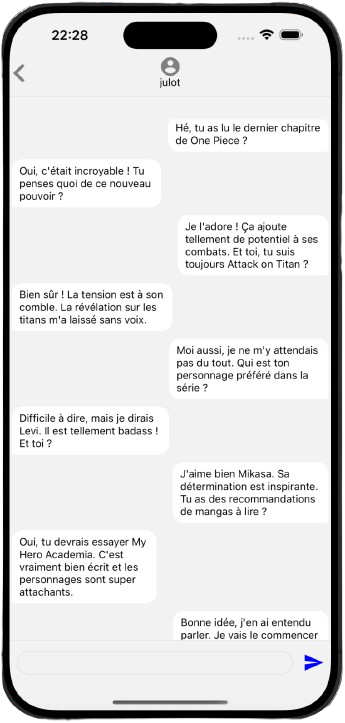 22:28
julot
Hé, tu as lu le dernier chapitre
de One Piece ?
Oui, c'était incroyable ! Tu
penses quoi de ce nouveau
pouvoir ?
Je l'adore ! Ça ajoute
tellement de potentiel à ses
combats. Et toi, tu suis
toujours Attack on Titan ?
Bien sûr ! La tension est à son
comble. La révélation sur les
titans m'a laissé sans voix.
Moi aussi, je ne m'y attendais
pas du tout. Qui est ton
personnage préféré dans la
série ?
Difficile à dire, mais je dirais
Levi. Il est tellement badass !
Et toi ?
J'aime bien Mikasa. Sa
détermination est inspirante.
Tu as des recommandations
de mangas à lire ?
Oui, tu devrais essayer My
Hero Academia. C'est
vraiment bien écrit et les
personnages sont super
attachants.
Bonne idée, j'en ai entendu
parler. Je vais le commencer